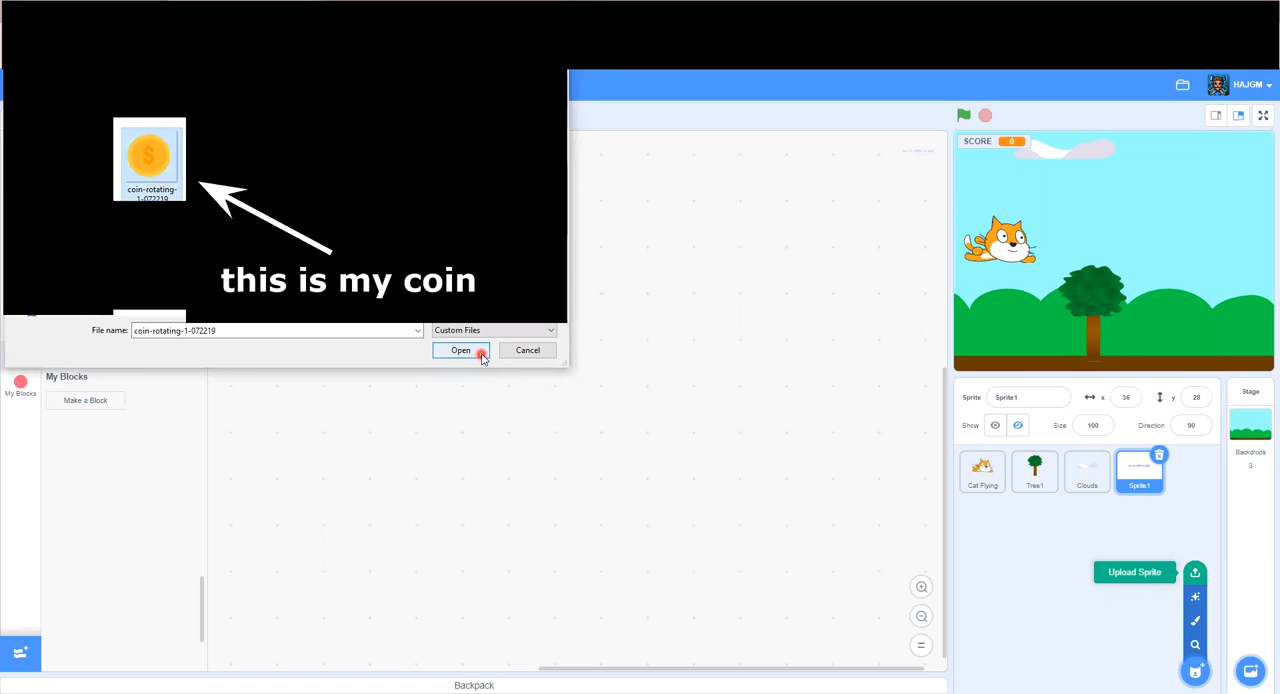 HAJGM
SCORE 0
$
coin-rotating-
1-072219
this is my coin
File name: coin-rotating-1-072219 Custom Files
Open Cancel
My Blocks
My Blocks
Make a Block
Sprite Sprite1 x 36 y 28
Show Size 100 Direction 90
Stage
Cat Flying Tree1 Clouds Sprite1
Backdrops
3
Upload Sprite
Backpack